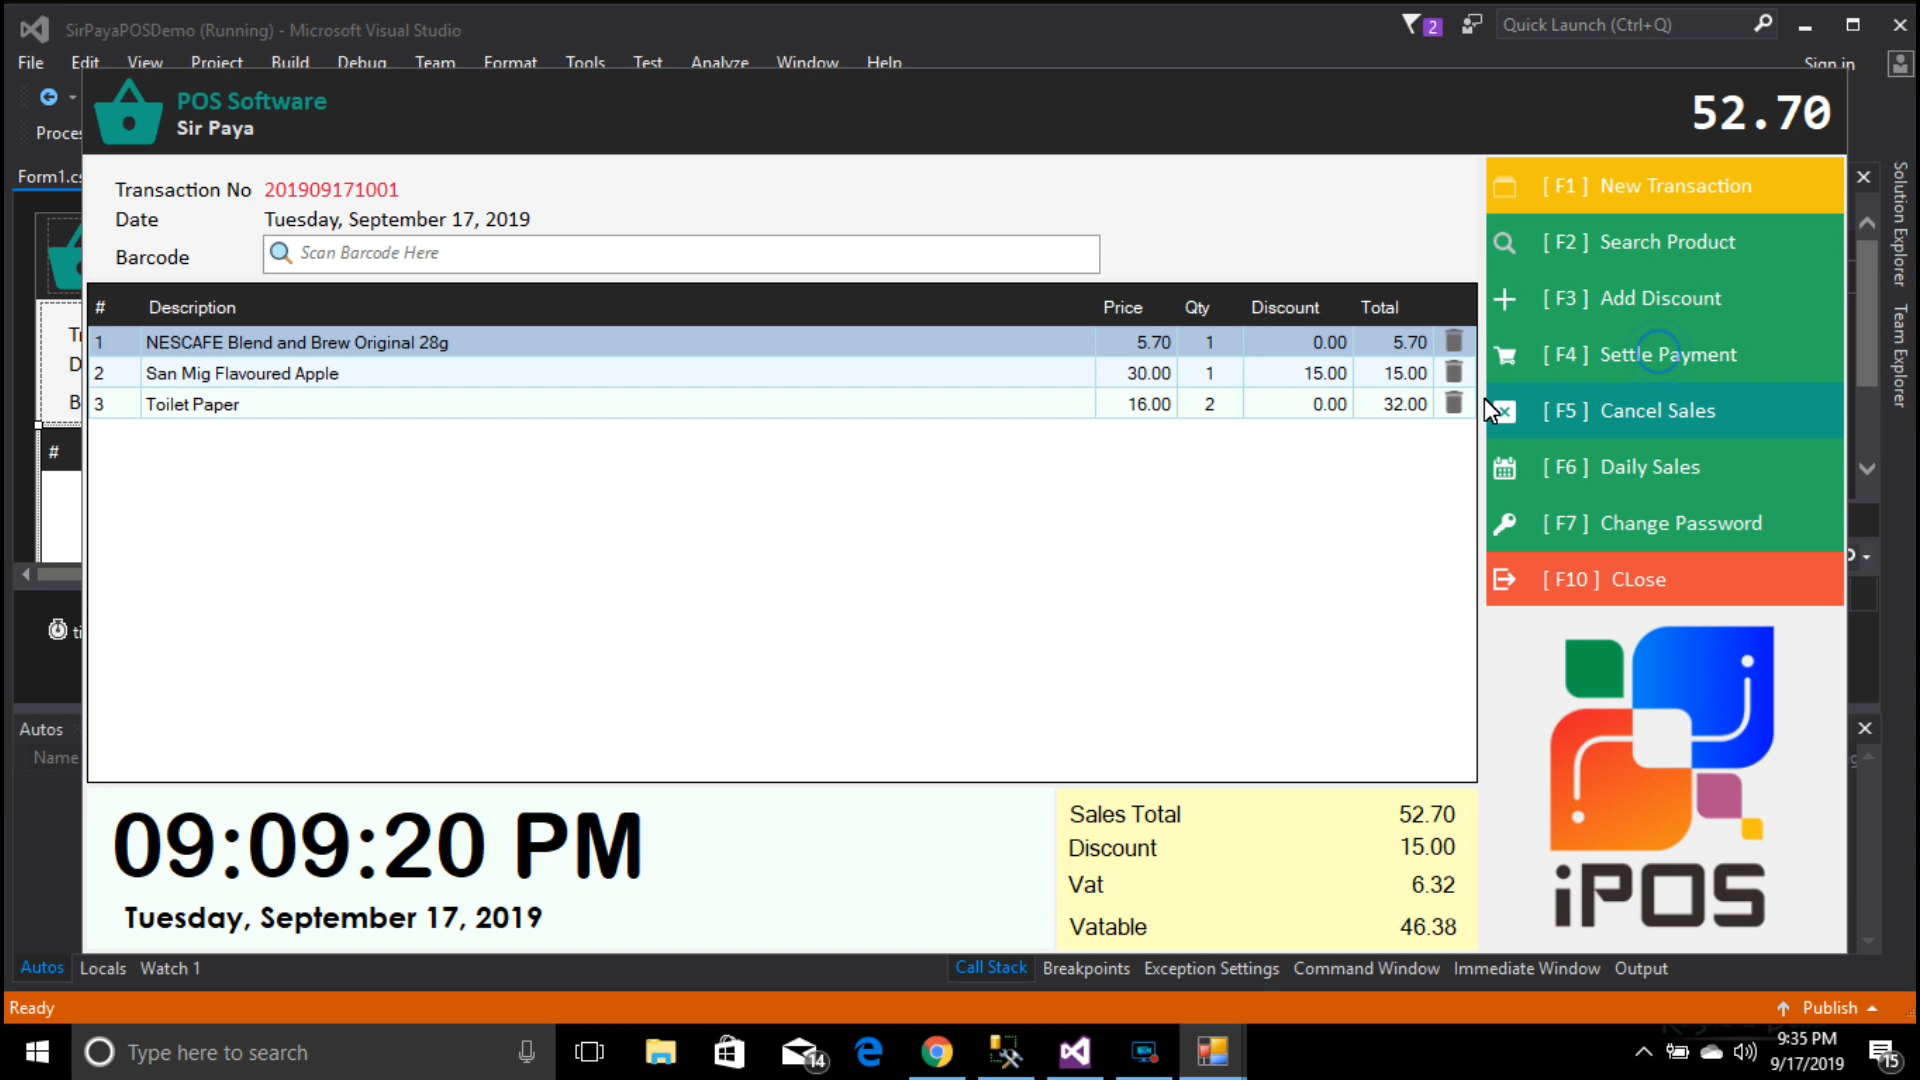 SirPayaPOSDemo (Running) - Microsoft Visual Studio
2
Quick Launch (Ctrl+Q)
File Edit View Project Build Debug Team Format Tools Test Analyze Window Help
Sign in
POS Software
Sir Paya
52.70
Form1.cs
Transaction No 201909171001
Date Tuesday, September 17, 2019
Barcode Scan Barcode Here
# Description Price Qty Discount Total
1 NESCAFE Blend and Brew Original 28g 5.70 1 0.00 5.70
2 San Mig Flavoured Apple 30.00 1 15.00 15.00
3 Toilet Paper 16.00 2 0.00 32.00
#
[ F1 ] New Transaction
[ F2 ] Search Product
[ F3 ] Add Discount
[ F4 ] Settle Payment
[ F5 ] Cancel Sales
[ F6 ] Daily Sales
[ F7 ] Change Password
[ F10 ] CLose
Solution Explorer
Team Explorer
iPOS
Autos
Name
09:09:20 PM
Tuesday, September 17, 2019
Sales Total 52.70
Discount 15.00
Vat 6.32
Vatable 46.38
Autos Locals Watch 1
Call Stack Breakpoints Exception Settings Command Window Immediate Window Output
Ready
Publish
Type here to search
14
9:35 PM
9/17/2019
15